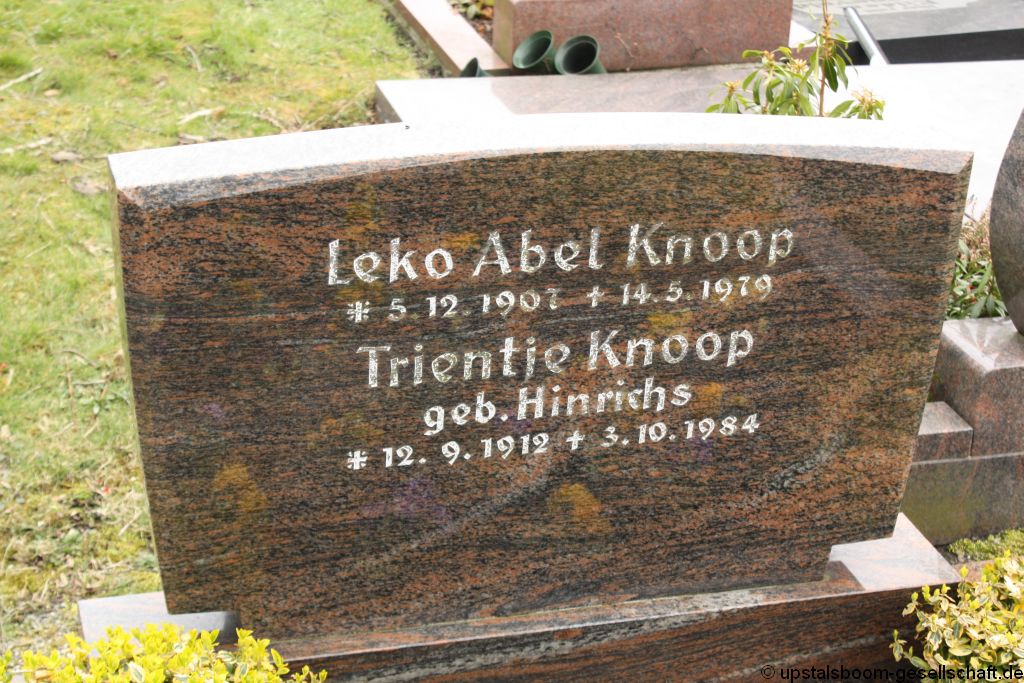 Leko Abel Knoop
* 5.12.1907 + 14.5.1979
Trientje Knoop
geb. Hinrichs
* 12.9.1912 + 3.10.1984
© upstalsboom-gesellschaft.de